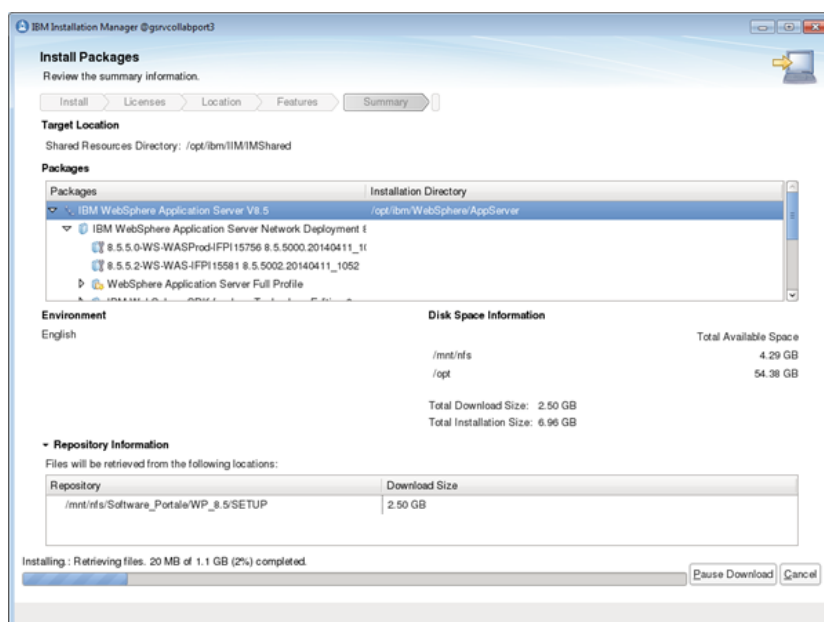 IBM Installation Manager @gsrvcollabport3
Install Packages
Review the summary information.
Install Licenses Location Features Summary
Target Location
Shared Resources Directory: /opt/ibm/IIM/IMShared
Packages
Packages Installation Directory
IBM WebSphere Application Server V8.5 /opt/ibm/WebSphere/AppServer
IBM WebSphere Application Server Network Deployment 8
8.5.5.0-WS-WASProd-IFPI15756 8.5.5000.20140411_10
8.5.5.2-WS-WAS-IFPI15581 8.5.5002.20140411_1052
WebSphere Application Server Full Profile
Environment Disk Space Information
English Total Available Space
/mnt/nfs 4.29 GB
/opt 54.38 GB
Total Download Size: 2.50 GB
Total Installation Size: 6.96 GB
Repository Information
Files will be retrieved from the following locations:
Repository Download Size
/mnt/nfs/Software_Portale/WP_8.5/SETUP 2.50 GB
Installing.: Retrieving files. 20 MB of 1.1 GB (2%) completed.
Pause Download Cancel